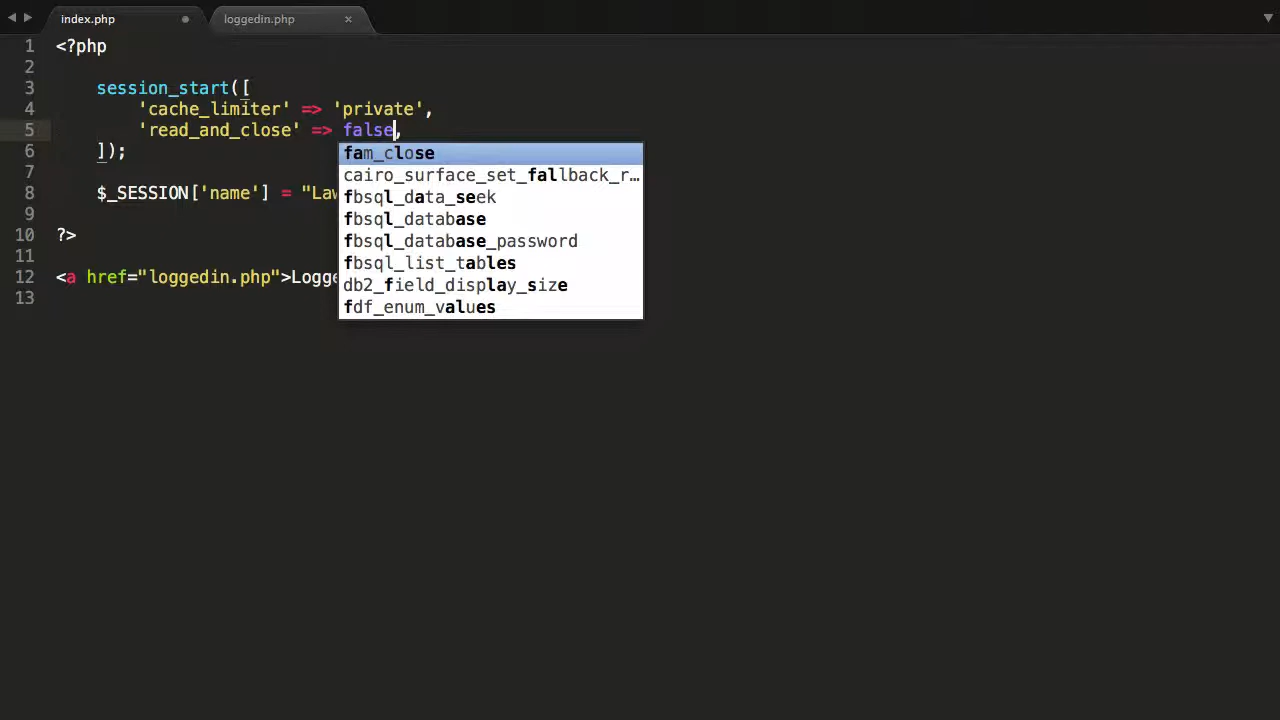 index.php
loggedin.php
1 <?php
2
3 session_start([
4 'cache_limiter' => 'private',
5 'read_and_close' => false,
6 ]);
7
8 $_SESSION['name'] = "Law
9
10 ?>
11
12 <a href="loggedin.php">Logge
13
fam_close
cairo_surface_set_fallback_r…
fbsql_data_seek
fbsql_database
fbsql_database_password
fbsql_list_tables
db2_field_display_size
fdf_enum_values